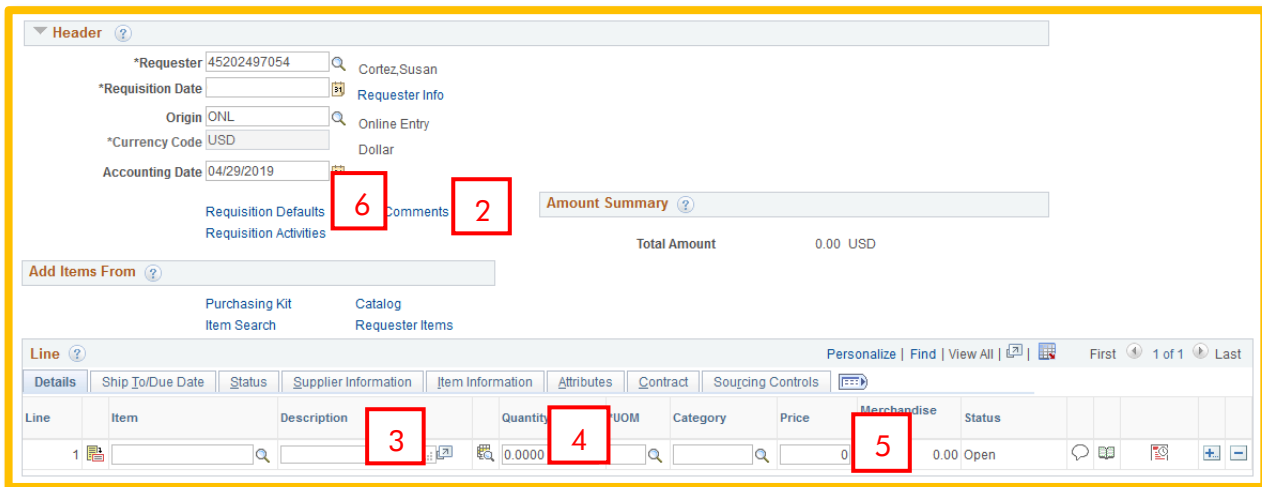 Header
*Requester 45202497054 Cortez,Susan
*Requisition Date 31 Requester Info
Origin ONL Online Entry
*Currency Code USD Dollar
Accounting Date 04/29/2019
Requisition Defaults 6 Comments 2
Requisition Activities
Amount Summary
Total Amount 0.00 USD
Add Items From
Purchasing Kit Catalog
Item Search Requester Items
Line Personalize | Find | View All | | First 1 of 1 Last
Details Ship To/Due Date Status Supplier Information Item Information Attributes Contract Sourcing Controls
Line Item Description Quantity *UOM Category Price Merchandise Status
1 3 0.0000 4 0 5 0.00 Open